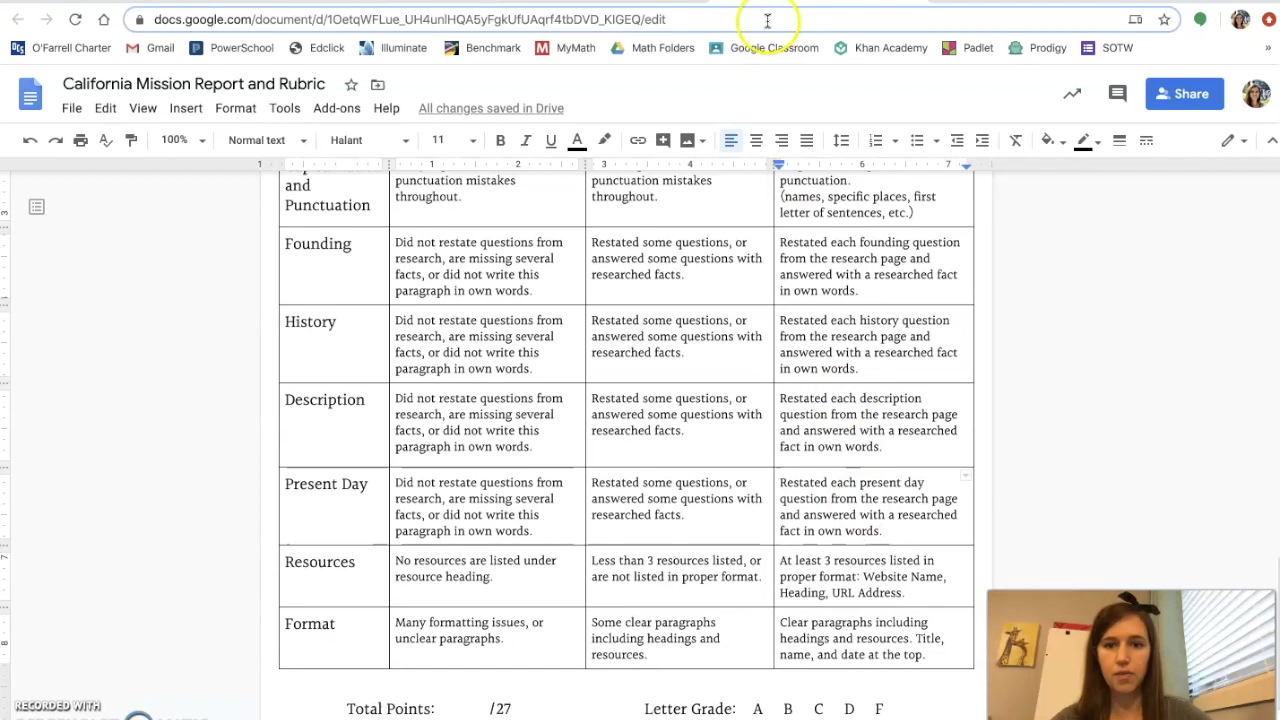 docs.google.com/document/d/1OetqWFLue_UH4unlHQA5yFgkUfUAqrf4tbDVD_KIGEQ/edit
O'Farrell Charter Gmail PowerSchool Edclick Illuminate Benchmark MyMath Math Folders Google Classroom Khan Academy Padlet Prodigy SOTW »
California Mission Report and Rubric
File Edit View Insert Format Tools Add-ons Help All changes saved in Drive
Share
100% Normal text Halant 11
1 1 2 3 4 6 7
and
Punctuation
punctuation mistakes
throughout.
punctuation mistakes
throughout.
punctuation.
(names, specific places, first
letter of sentences, etc.)
Founding
Did not restate questions from
research, are missing several
facts, or did not write this
paragraph in own words.
Restated some questions, or
answered some questions with
researched facts.
Restated each founding question
from the research page and
answered with a researched fact
in own words.
History
Did not restate questions from
research, are missing several
facts, or did not write this
paragraph in own words.
Restated some questions, or
answered some questions with
researched facts.
Restated each history question
from the research page and
answered with a researched fact
in own words.
Description
Did not restate questions from
research, are missing several
facts, or did not write this
paragraph in own words.
Restated some questions, or
answered some questions with
researched facts.
Restated each description
question from the research page
and answered with a researched
fact in own words.
Present Day
Did not restate questions from
research, are missing several
facts, or did not write this
paragraph in own words.
Restated some questions, or
answered some questions with
researched facts.
Restated each present day
question from the research page
and answered with a researched
fact in own words.
Resources
No resources are listed under
resource heading.
Less than 3 resources listed, or
are not listed in proper format.
At least 3 resources listed in
proper format: Website Name,
Heading, URL Address.
Format
Many formatting issues, or
unclear paragraphs.
Some clear paragraphs
including headings and
resources.
Clear paragraphs including
headings and resources. Title,
name, and date at the top.
Total Points: /27 Letter Grade: A B C D F
RECORDED WITH